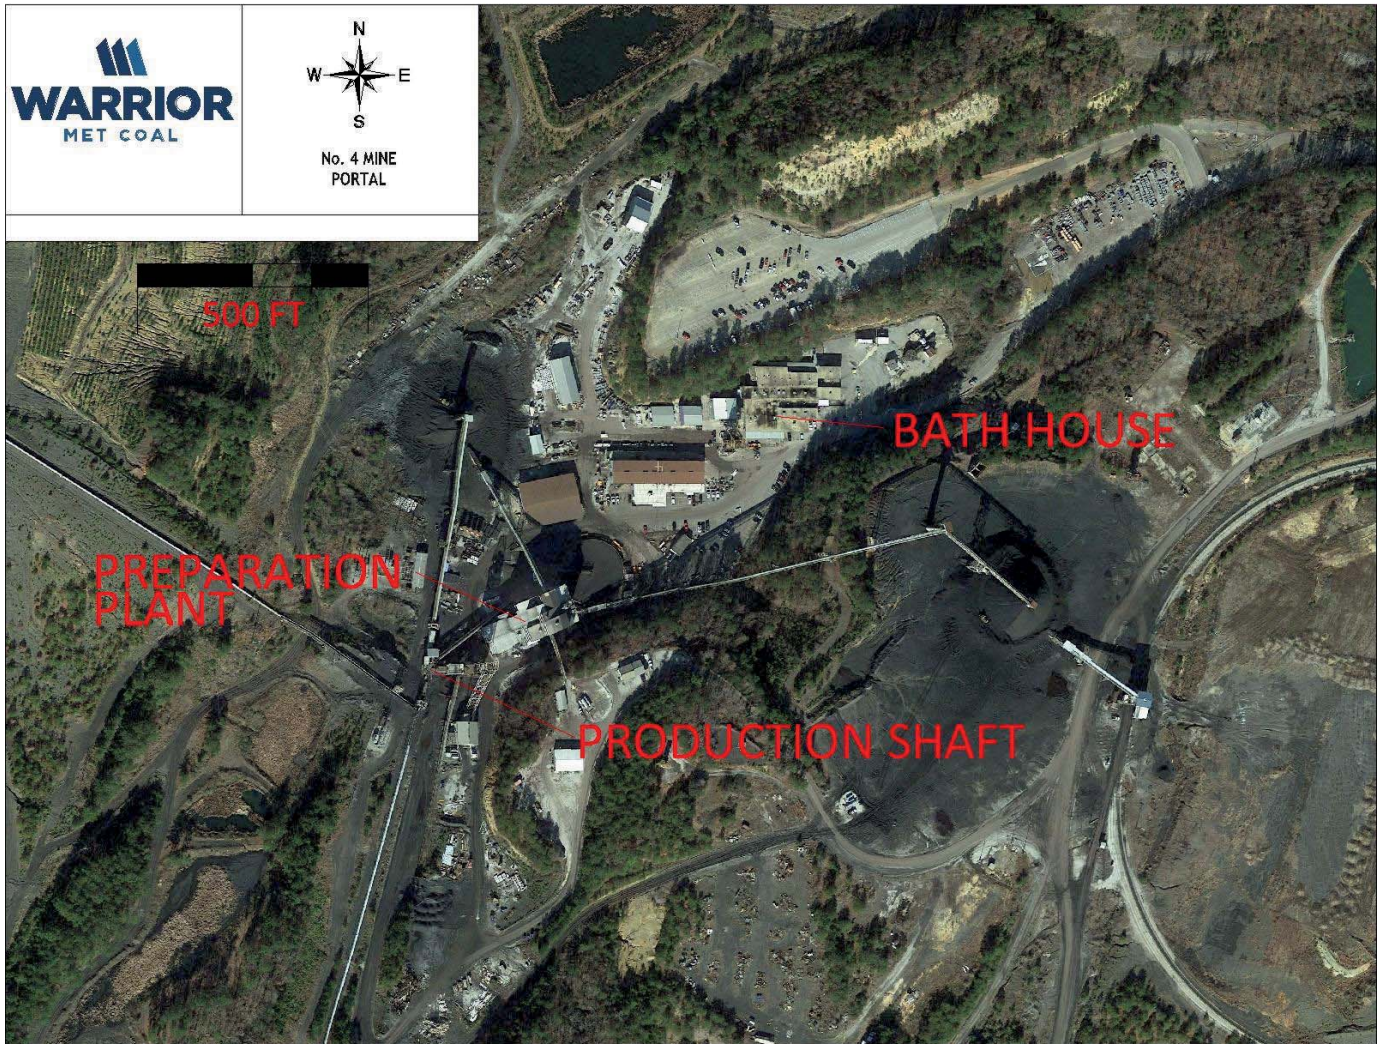 WARRIOR
MET COAL
N
W E
S
No. 4 MINE
PORTAL
500 FT
BATH HOUSE
PREPARATION
PLANT
PRODUCTION SHAFT